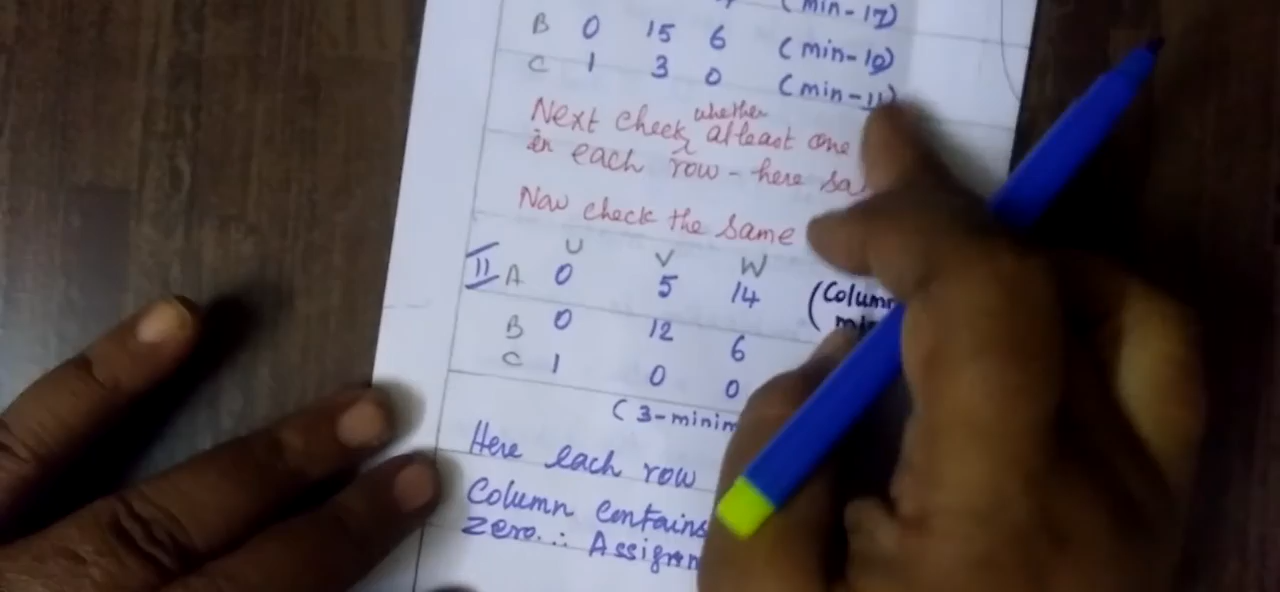 (min-17)
B 0 15 6 (min-10)
C 1 3 0 (min-11)
whether
Next check atleast one
in each row - here
Now check the same
U V W
II A 0 5 14 (Column
B 0 12 6
C 1 0 0
(3-minim
Here each row
Column Contains
Zero. ∴ Assign